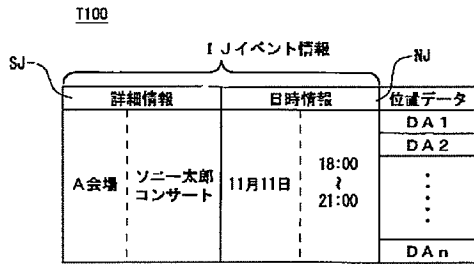 T100
IJイベント情報
SJ
NJ
詳細情報 日時情報 位置データ
A会場 ソニー太郎 コンサート 11月11日 18:00 ~ 21:00
DA1
DA2
DAn